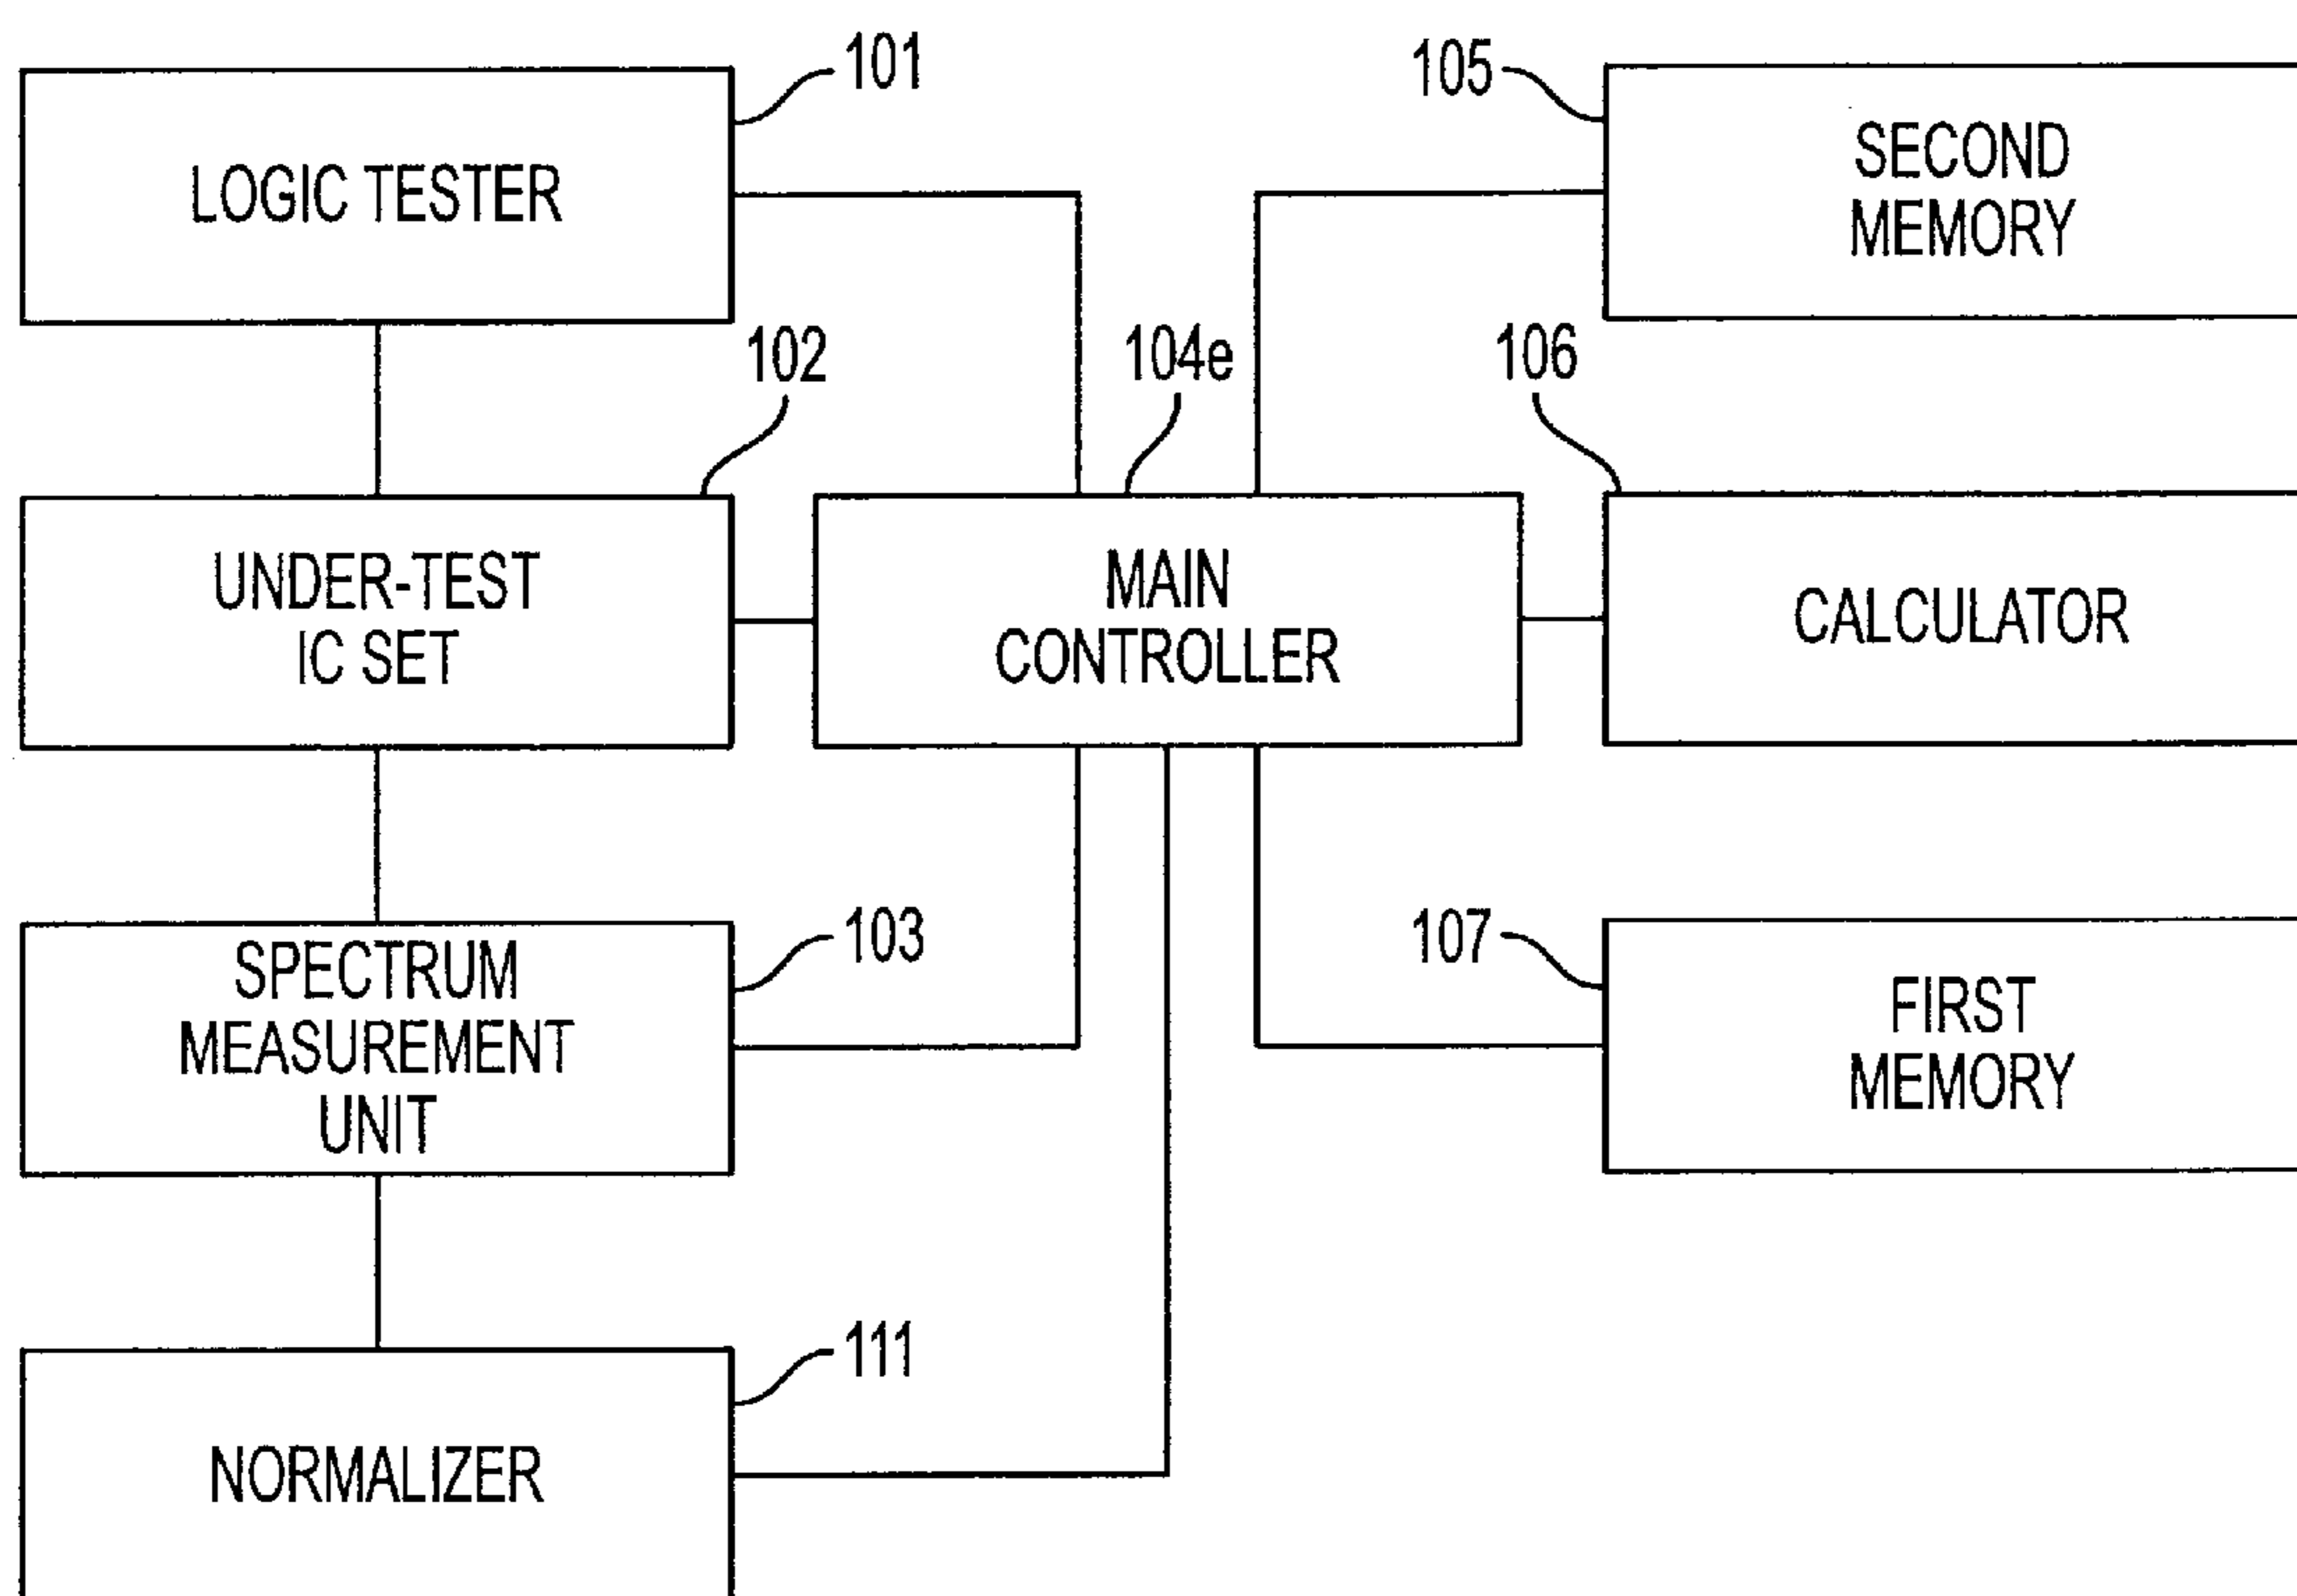 101
LOGIC TESTER
105
SECOND
MEMORY
102
UNDER-TEST
IC SET
104e
MAIN
CONTROLLER
106
CALCULATOR
103
SPECTRUM
MEASUREMENT
UNIT
107
FIRST
MEMORY
111
NORMALIZER